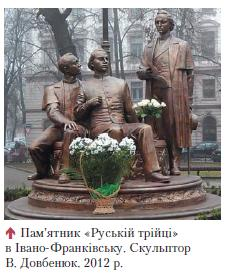 Пам'ятник «Руській трійці»
в Івано-Франківську. Скульптор
В. Довбенюк, 2012 р.